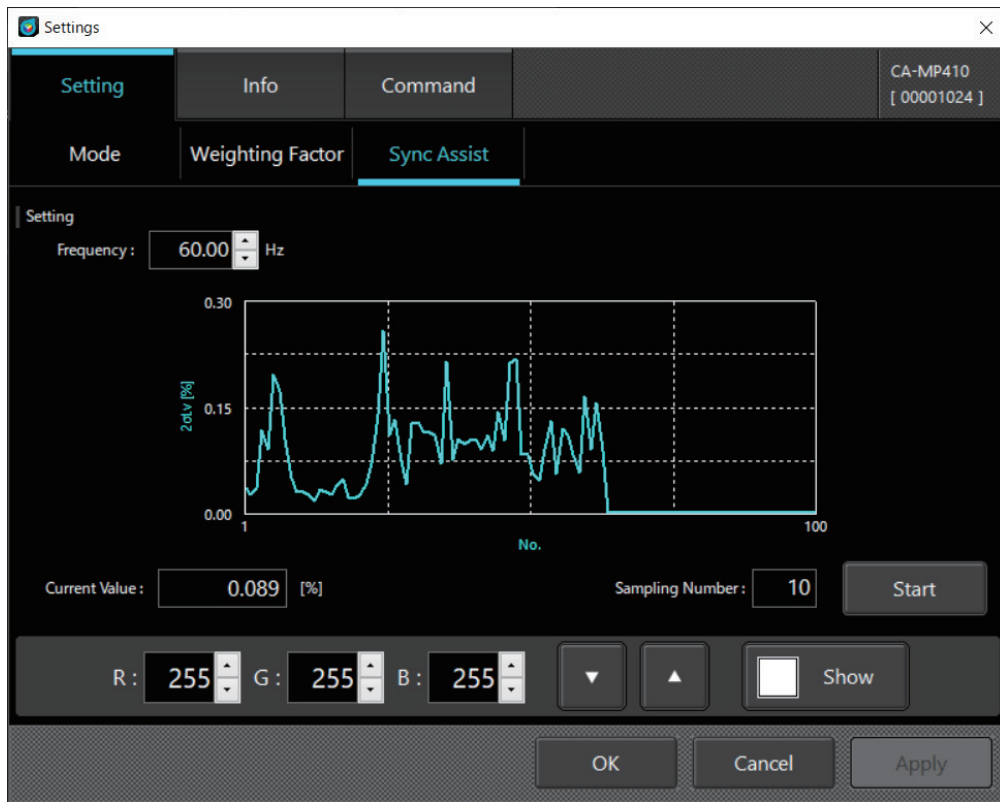 Settings
Setting Info Command
CA-MP410
[ 00001024 ]
Mode Weighting Factor Sync Assist
Setting
Frequency : 60.00 Hz
0.30
0.15
0.00
2σLv [%]
1 100
No.
Current Value : 0.089 [%] Sampling Number : 10 Start
R : 255 G : 255 B : 255 Show
OK Cancel Apply